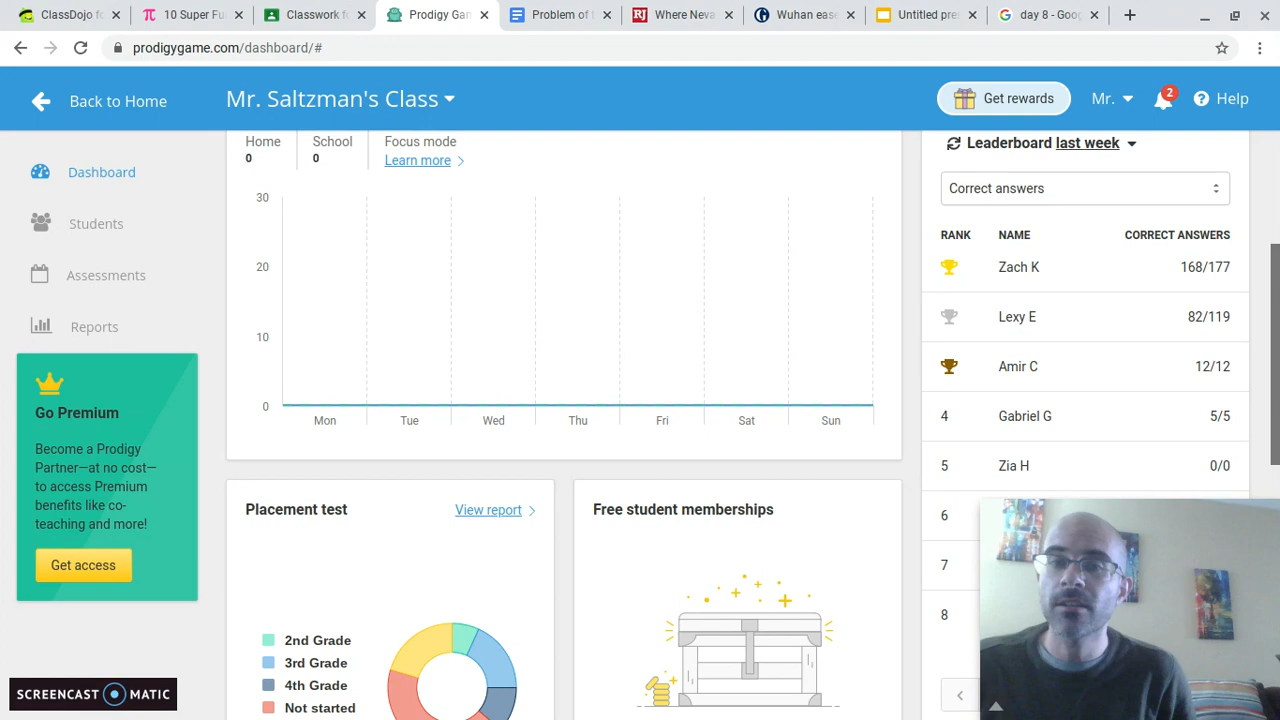 ClassDojo fo
10 Super Fu
Classwork fo
Prodigy Gam
Problem of t
Where Neva
Wuhan ease
Untitled pres
day 8 - Goog
prodigygame.com/dashboard/#
Back to Home
Mr. Saltzman's Class
Get rewards
Mr.
2
Help
Dashboard
Students
Assessments
Reports
Go Premium
Become a Prodigy
Partner—at no cost—
to access Premium
benefits like co-
teaching and more!
Get access
Home
School
Focus mode
0
0
Learn more
30
20
10
0
Mon Tue Wed Thu Fri Sat Sun
Placement test
View report
2nd Grade
3rd Grade
4th Grade
Not started
Free student memberships
Leaderboard last week
Correct answers
RANK NAME CORRECT ANSWERS
Zach K 168/177
Lexy E 82/119
Amir C 12/12
4 Gabriel G 5/5
5 Zia H 0/0
6
7
8
SCREENCAST MATIC